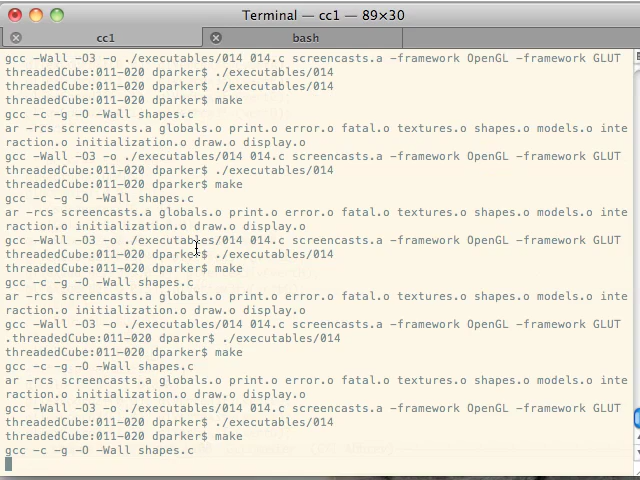 Terminal — cc1 — 89×30
cc1
bash
gcc -Wall -O3 -o ./executables/014 014.c screencasts.a -framework OpenGL -framework GLUT
threadedCube:011-020 dparker$ ./executables/014
threadedCube:011-020 dparker$ ./executables/014
threadedCube:011-020 dparker$ make
gcc -c -g -O -Wall shapes.c
ar -rcs screencasts.a globals.o print.o error.o fatal.o textures.o shapes.o models.o inte
raction.o initialization.o draw.o display.o
gcc -Wall -O3 -o ./executables/014 014.c screencasts.a -framework OpenGL -framework GLUT
threadedCube:011-020 dparker$ ./executables/014
threadedCube:011-020 dparker$ make
gcc -c -g -O -Wall shapes.c
ar -rcs screencasts.a globals.o print.o error.o fatal.o textures.o shapes.o models.o inte
raction.o initialization.o draw.o display.o
gcc -Wall -O3 -o ./executables/014 014.c screencasts.a -framework OpenGL -framework GLUT
threadedCube:011-020 dparker$ ./executables/014
threadedCube:011-020 dparker$ make
gcc -c -g -O -Wall shapes.c
ar -rcs screencasts.a globals.o print.o error.o fatal.o textures.o shapes.o models.o inte
raction.o initialization.o draw.o display.o
gcc -Wall -O3 -o ./executables/014 014.c screencasts.a -framework OpenGL -framework GLUT
.threadedCube:011-020 dparker$ ./executables/014
threadedCube:011-020 dparker$ make
gcc -c -g -O -Wall shapes.c
ar -rcs screencasts.a globals.o print.o error.o fatal.o textures.o shapes.o models.o inte
raction.o initialization.o draw.o display.o
gcc -Wall -O3 -o ./executables/014 014.c screencasts.a -framework OpenGL -framework GLUT
threadedCube:011-020 dparker$ ./executables/014
threadedCube:011-020 dparker$ make
gcc -c -g -O -Wall shapes.c